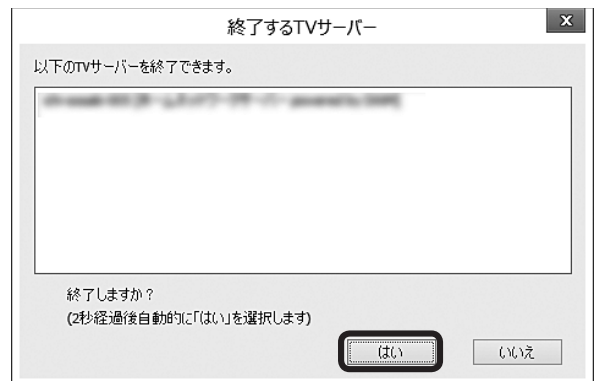 終了するTVサーバー
X
以下のTVサーバーを終了できます。
終了しますか？
(2秒経過後自動的に「はい」を選択します)
はい
いいえ